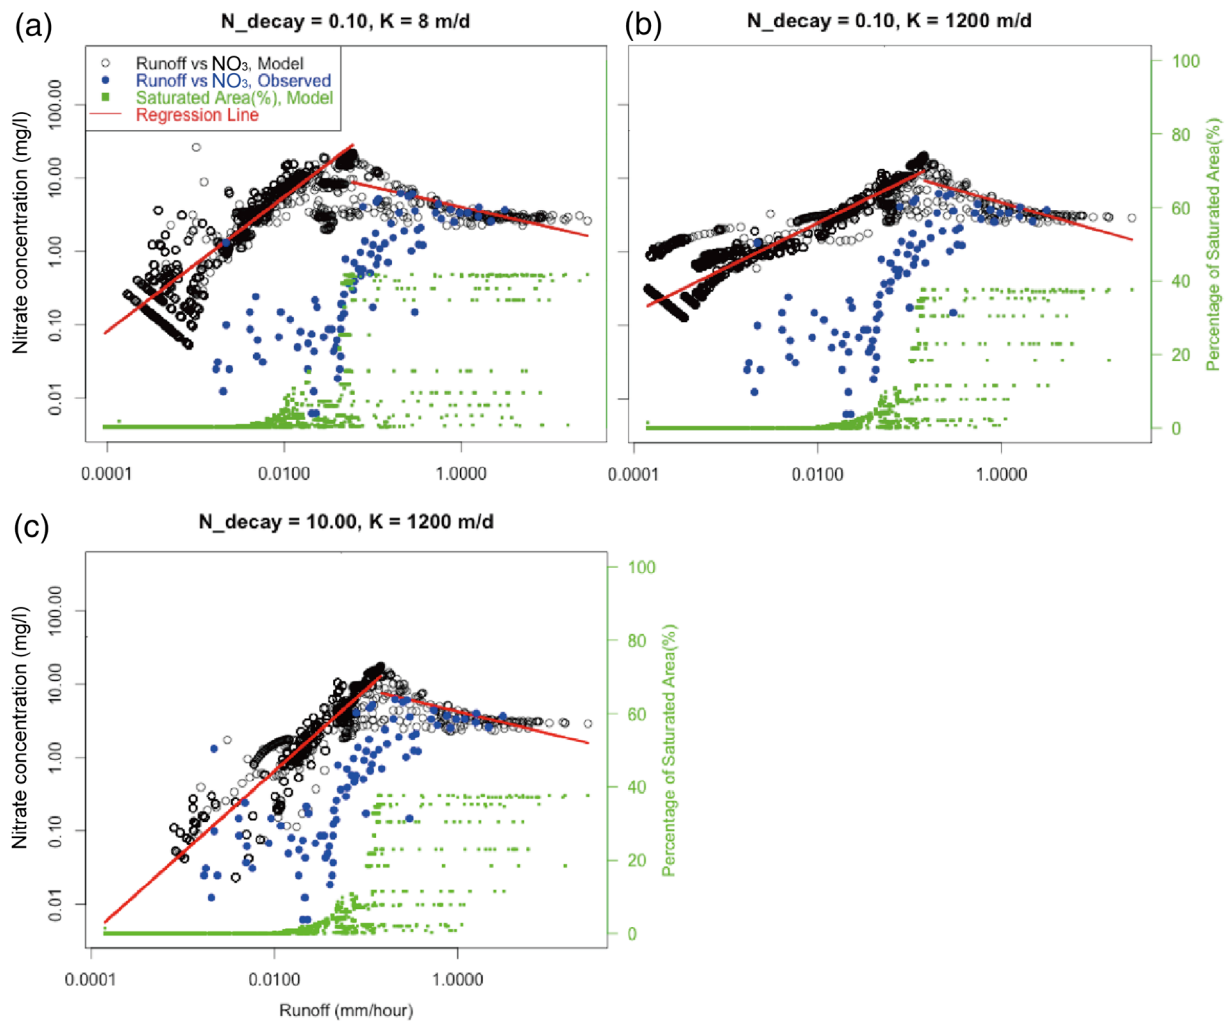 (a)
N_decay = 0.10, K = 8 m/d
Runoff vs NO3, Model
Runoff vs NO3, Observed
Saturated Area(%), Model
Regression Line
Nitrate concentration (mg/l)
100.00
10.00
1.00
0.10
0.01
0.0001
0.0100
1.0000
(b)
N_decay = 0.10, K = 1200 m/d
100
80
60
40
20
0
Percentage of Saturated Area(%)
0.0001
0.0100
1.0000
(c)
N_decay = 10.00, K = 1200 m/d
Nitrate concentration (mg/l)
100.00
10.00
1.00
0.10
0.01
100
80
60
40
20
0
Percentage of Saturated Area(%)
0.0001
0.0100
1.0000
Runoff (mm/hour)